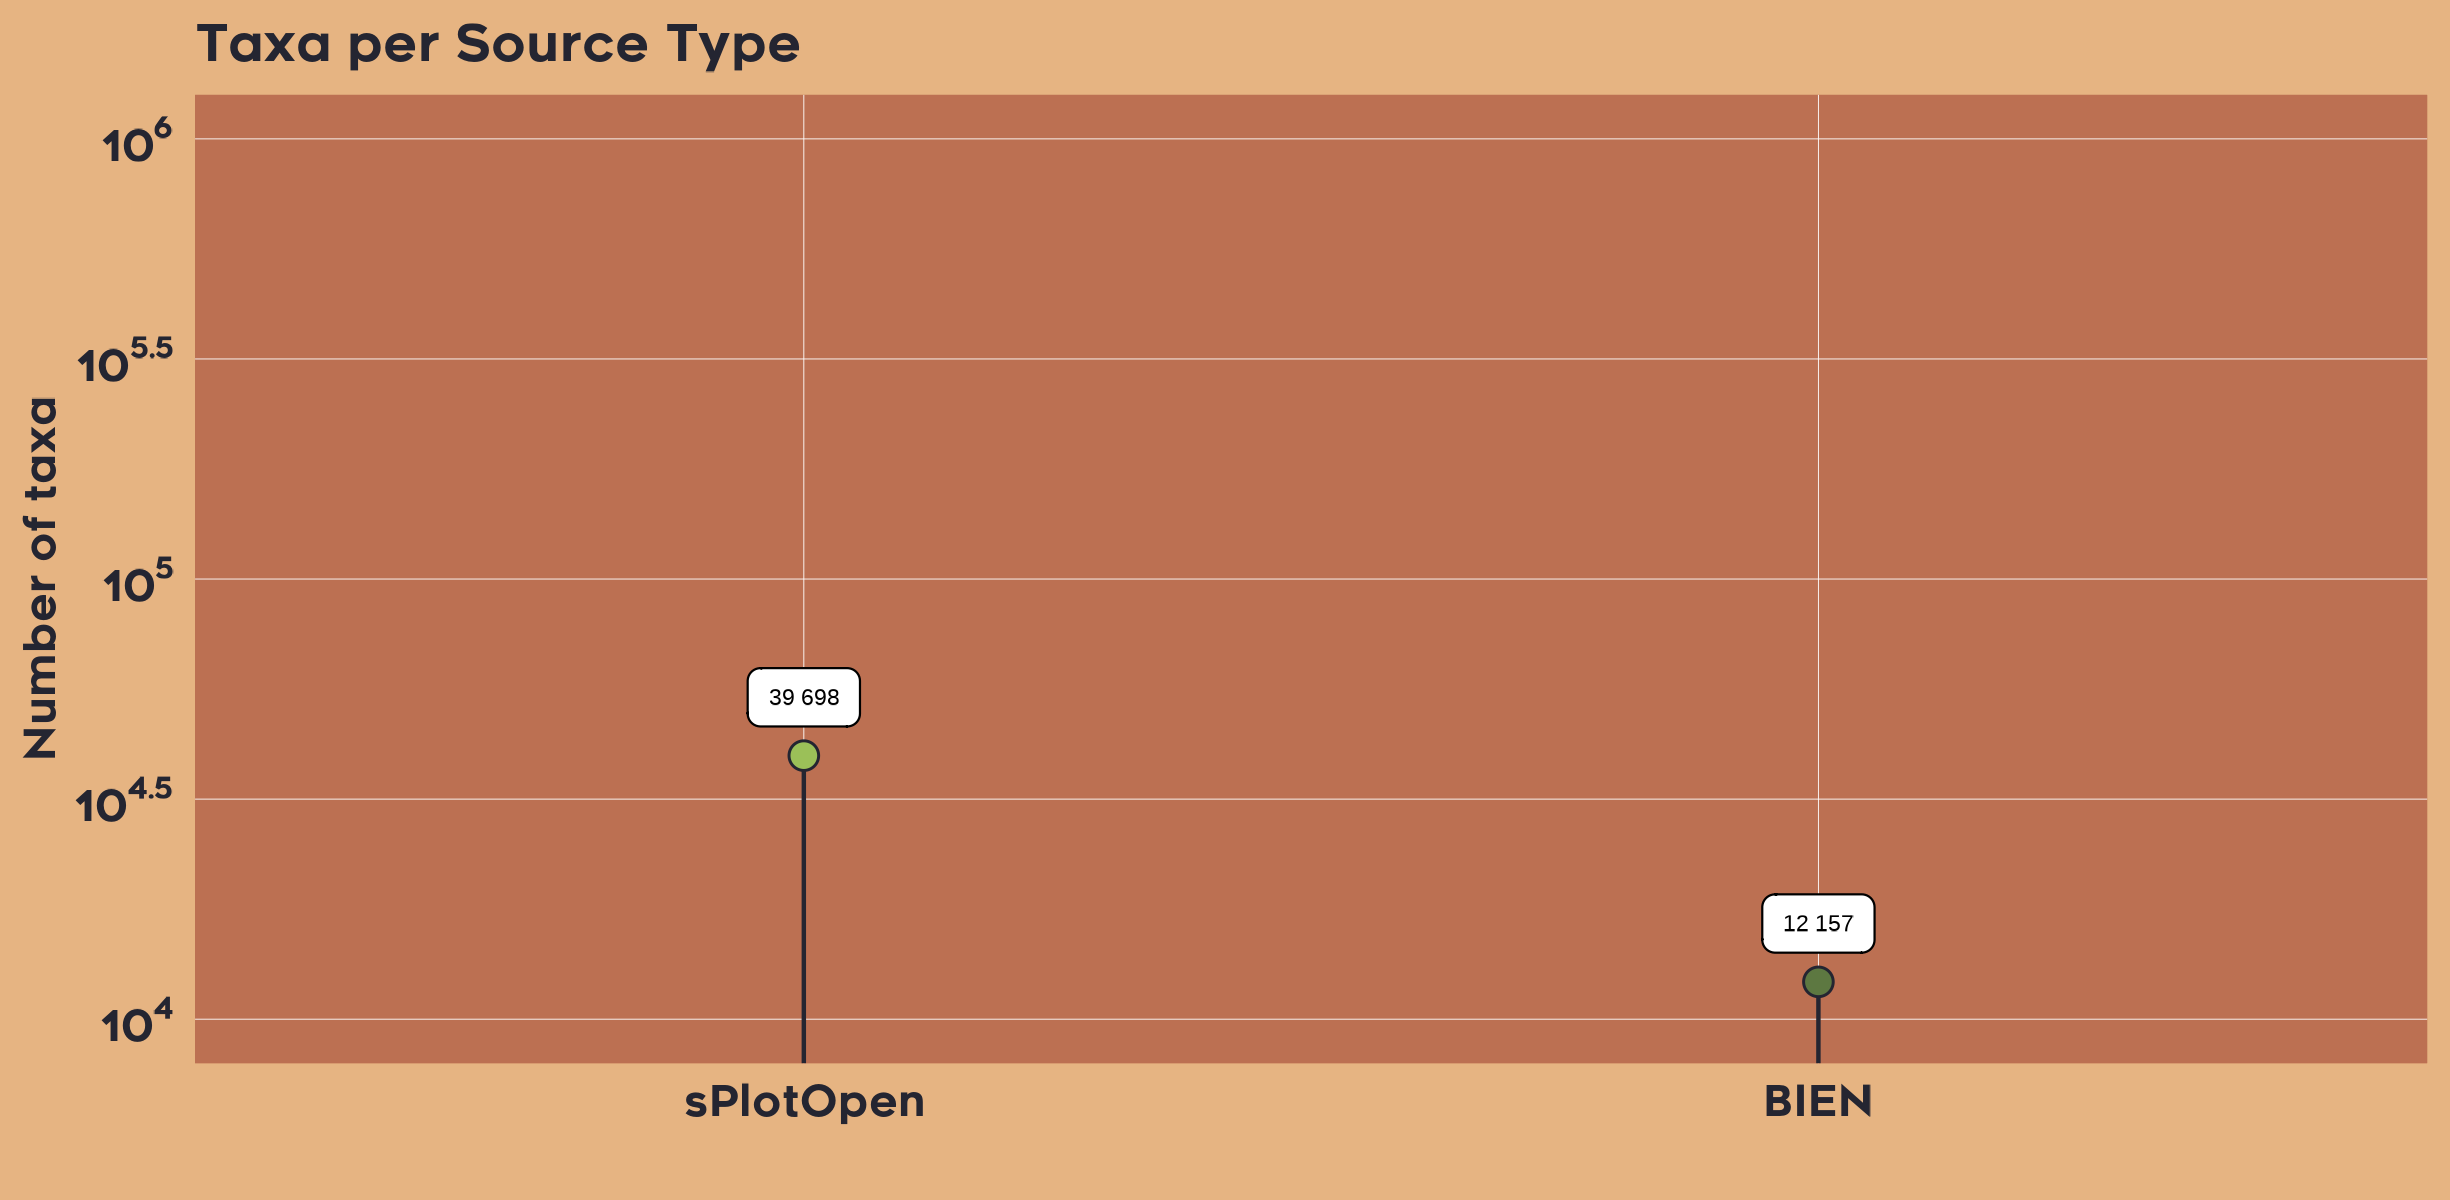 Taxa per Source Type
Number of taxa
10^6
10^5.5
10^5
10^4.5
10^4
39 698
12 157
sPlotOpen
BIEN